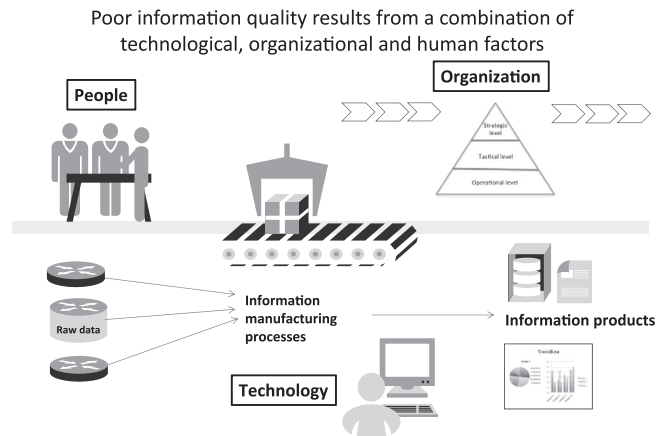 Poor information quality results from a combination of
technological, organizational and human factors
People
Organization
Strategic
level
Tactical level
Operational level
Raw data
Information
manufacturing
processes
Information products
Technology
Trendline